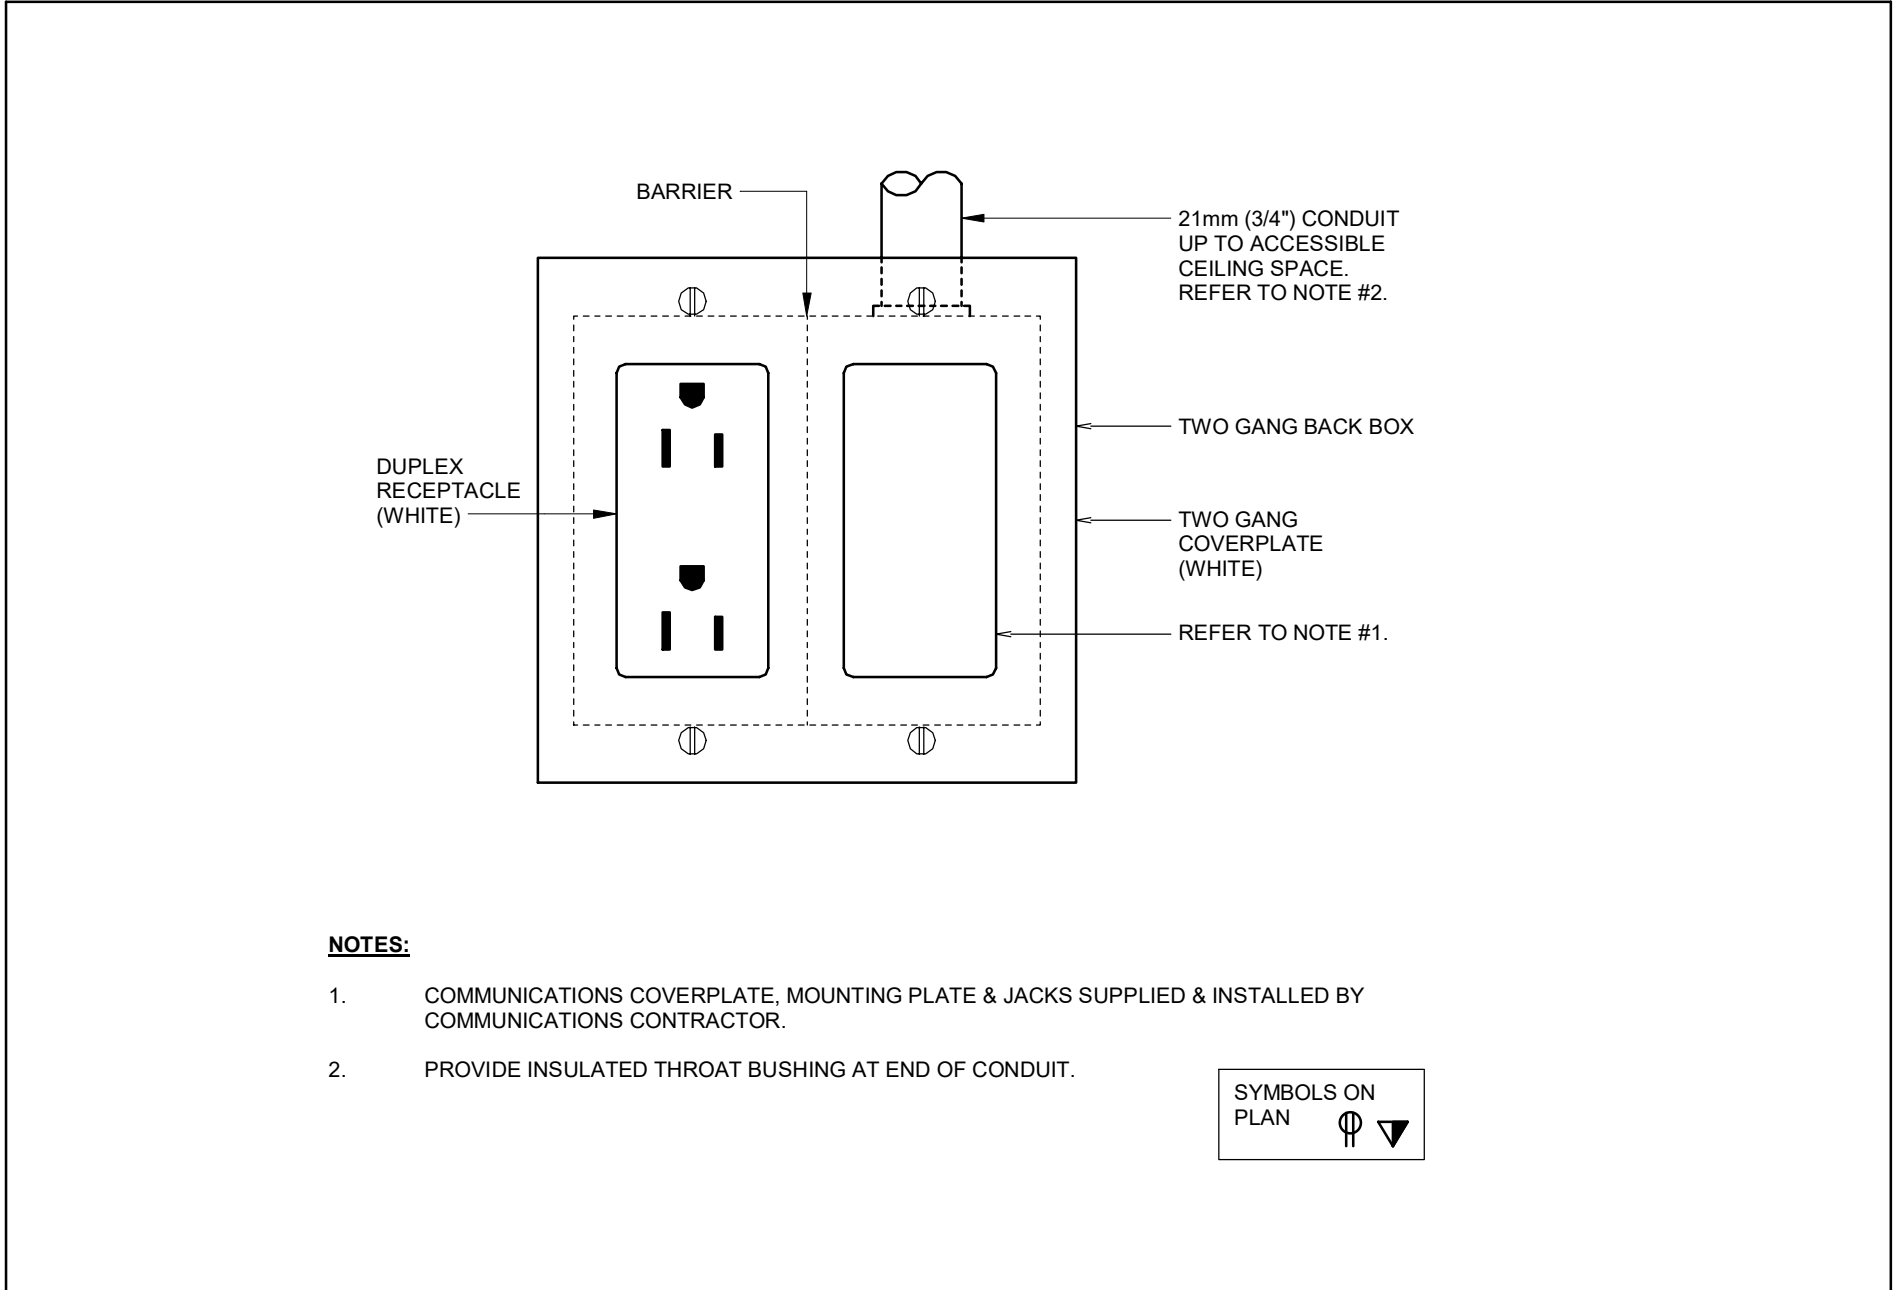 BARRIER
21mm (3/4") CONDUIT
UP TO ACCESSIBLE
CEILING SPACE.
REFER TO NOTE #2.
TWO GANG BACK BOX
DUPLEX
RECEPTACLE
(WHITE)
TWO GANG
COVERPLATE
(WHITE)
REFER TO NOTE #1.
NOTES:
1. COMMUNICATIONS COVERPLATE, MOUNTING PLATE & JACKS SUPPLIED & INSTALLED BY
COMMUNICATIONS CONTRACTOR.
2. PROVIDE INSULATED THROAT BUSHING AT END OF CONDUIT.
SYMBOLS ON
PLAN